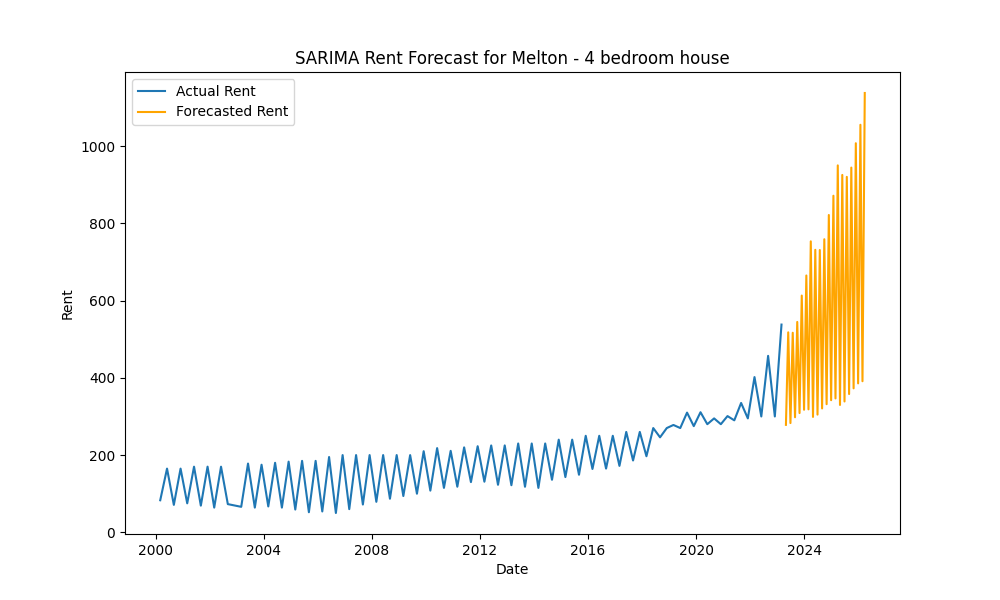 SARIMA Rent Forecast for Melton - 4 bedroom house
Actual Rent
Forecasted Rent
1000
800
600
400
200
0
Rent
2000 2004 2008 2012 2016 2020 2024
Date